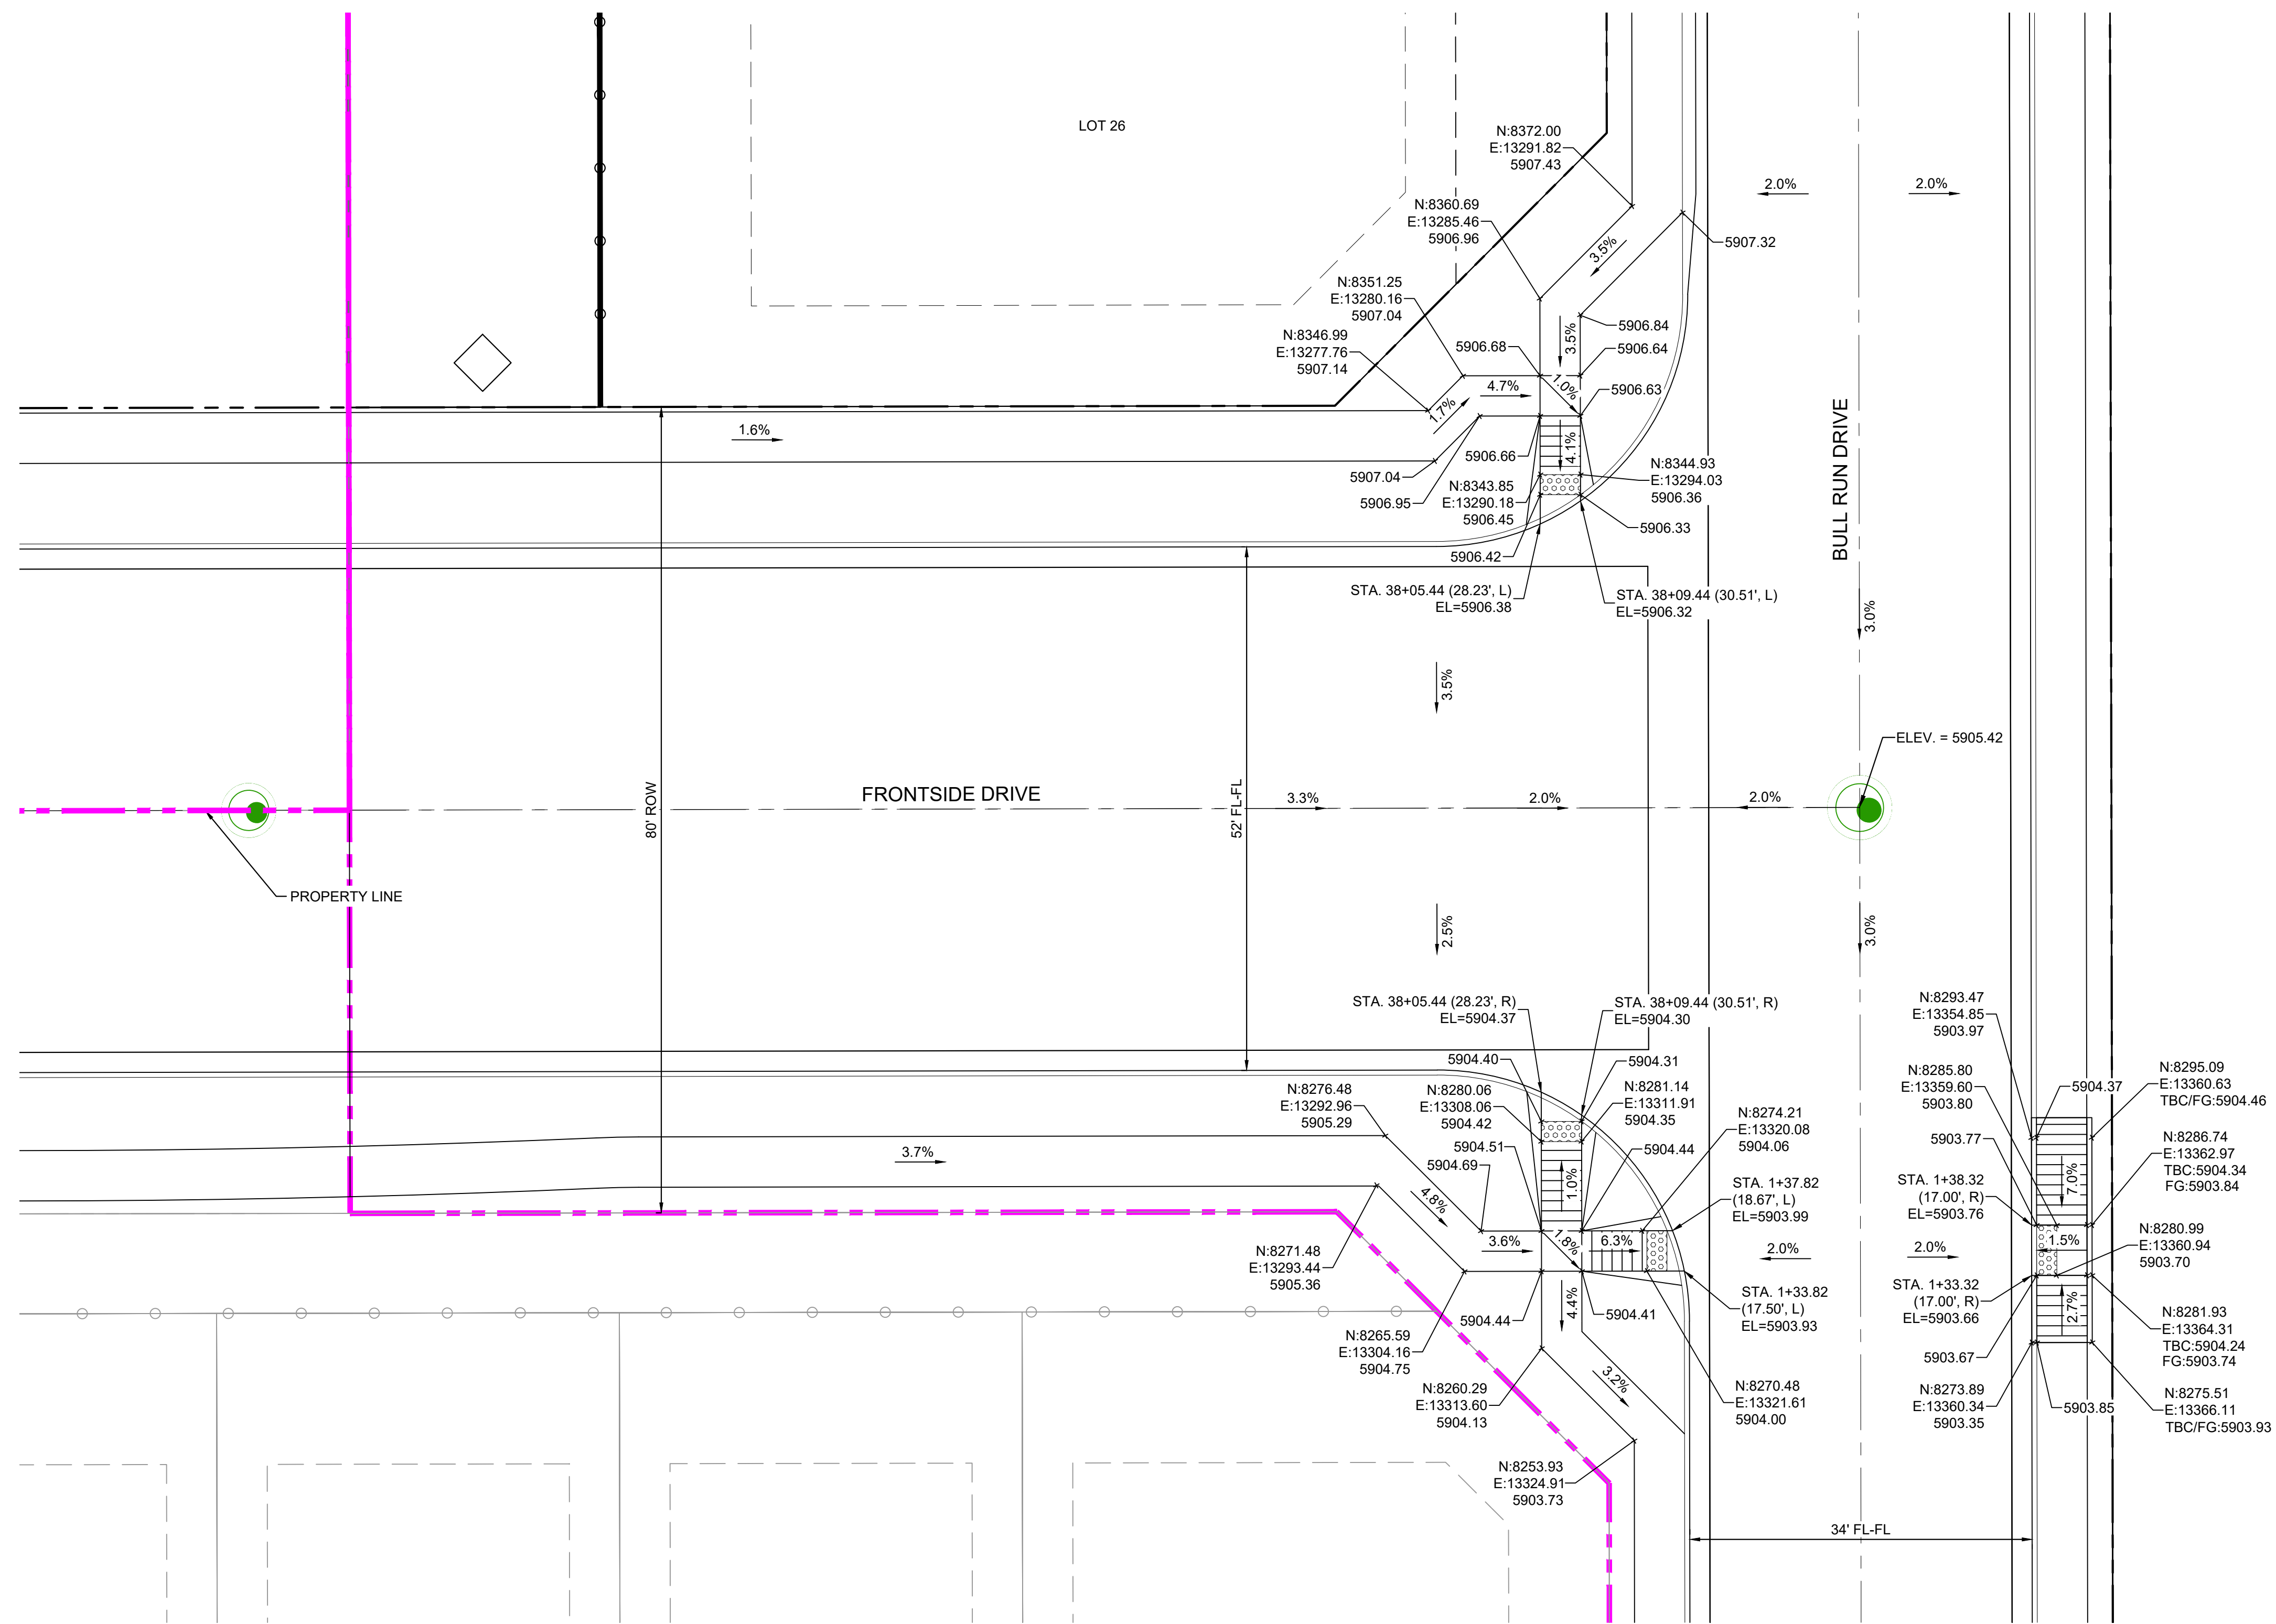 LOT 26
N:8372.00
E:13291.82
5907.43
2.0%
2.0%
N:8360.69
E:13285.46
5906.96
5907.32
3.5%
N:8351.25
E:13280.16
5907.04
N:8346.99
E:13277.76
5907.14
5906.68
3.5%
5906.84
5906.64
1.0%
5906.63
4.7%
1.7%
1.6%
5906.66
4.1%
5907.04
5906.95
N:8343.85
E:13290.18
5906.45
N:8344.93
E:13294.03
5906.36
5906.33
5906.42
STA. 38+05.44 (28.23', L)
EL=5906.38
STA. 38+09.44 (30.51', L)
EL=5906.32
BULL RUN DRIVE
3.0%
3.5%
ELEV. = 5905.42
FRONTSIDE DRIVE
80' ROW
52' FL-FL
3.3%
2.0%
2.0%
PROPERTY LINE
2.5%
3.0%
STA. 38+05.44 (28.23', R)
EL=5904.37
STA. 38+09.44 (30.51', R)
EL=5904.30
5904.40
5904.31
N:8276.48
E:13292.96
5905.29
N:8280.06
E:13308.06
5904.42
N:8281.14
E:13311.91
5904.35
N:8274.21
E:13320.08
5904.06
5904.51
5904.69
5904.44
3.7%
4.8%
1.0%
3.6%
1.8%
6.3%
STA. 1+37.82
(18.67', L)
EL=5903.99
N:8271.48
E:13293.44
5905.36
4.4%
5904.44
5904.41
STA. 1+33.82
(17.50', L)
EL=5903.93
N:8265.59
E:13304.16
5904.75
N:8260.29
E:13313.60
5904.13
3.2%
N:8270.48
E:13321.61
5904.00
N:8253.93
E:13324.91
5903.73
2.0%
2.0%
N:8293.47
E:13354.85
5903.97
N:8285.80
E:13359.60
5903.80
5904.37
N:8295.09
E:13360.63
TBC/FG:5904.46
5903.77
7.0%
N:8286.74
E:13362.97
TBC:5904.34
FG:5903.84
STA. 1+38.32
(17.00', R)
EL=5903.76
1.5%
N:8280.99
E:13360.94
5903.70
STA. 1+33.32
(17.00', R)
EL=5903.66
2.7%
N:8281.93
E:13364.31
TBC:5904.24
FG:5903.74
5903.67
N:8273.89
E:13360.34
5903.35
5903.85
N:8275.51
E:13366.11
TBC/FG:5903.93
34' FL-FL